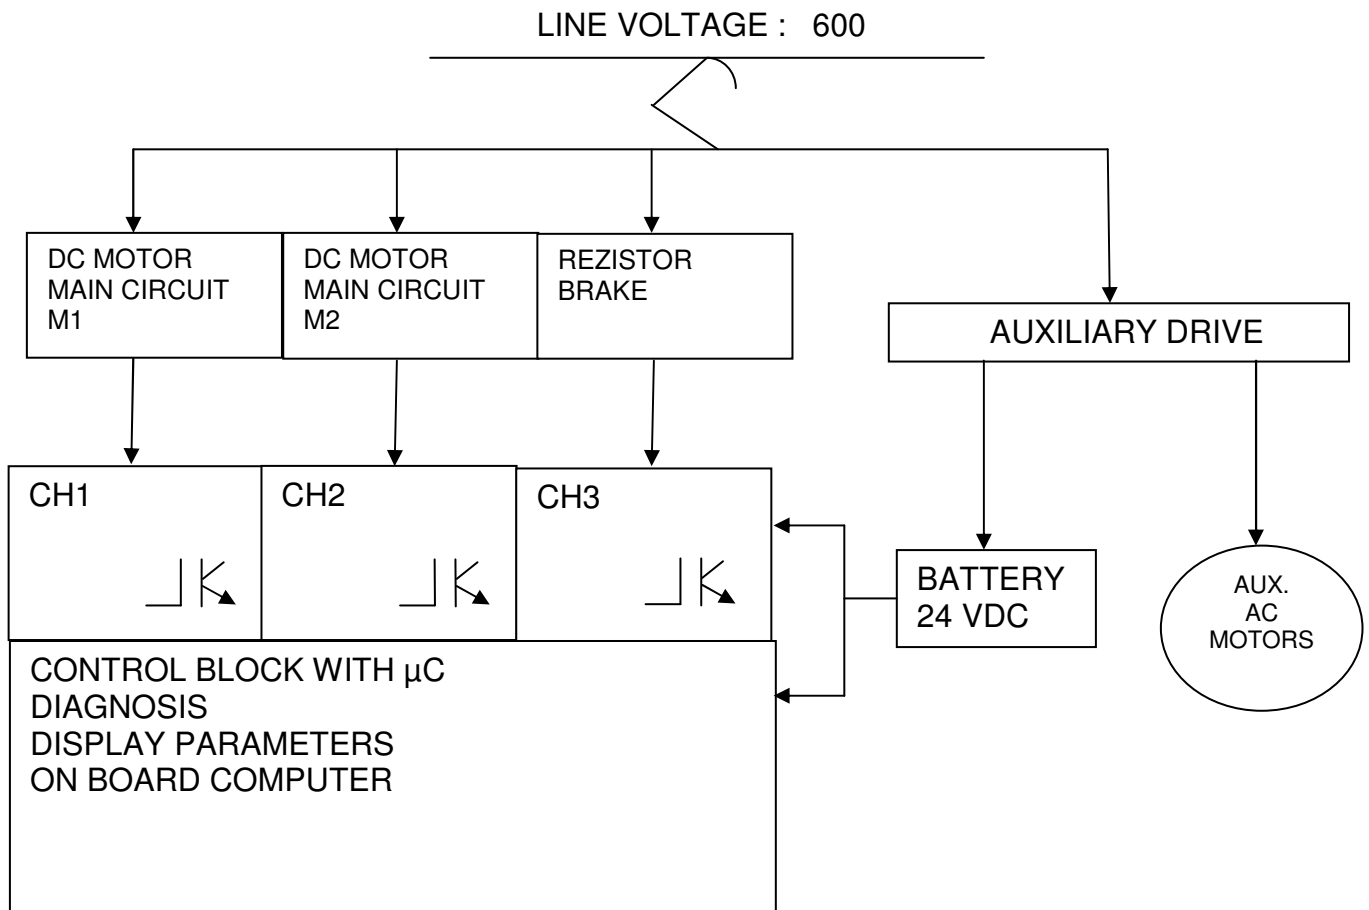 LINE VOLTAGE : 600
DC MOTOR
MAIN CIRCUIT
M1
DC MOTOR
MAIN CIRCUIT
M2
REZISTOR
BRAKE
AUXILIARY DRIVE
CH1
CH2
CH3
BATTERY
24 VDC
AUX.
AC
MOTORS
CONTROL BLOCK WITH µC
DIAGNOSIS
DISPLAY PARAMETERS
ON BOARD COMPUTER